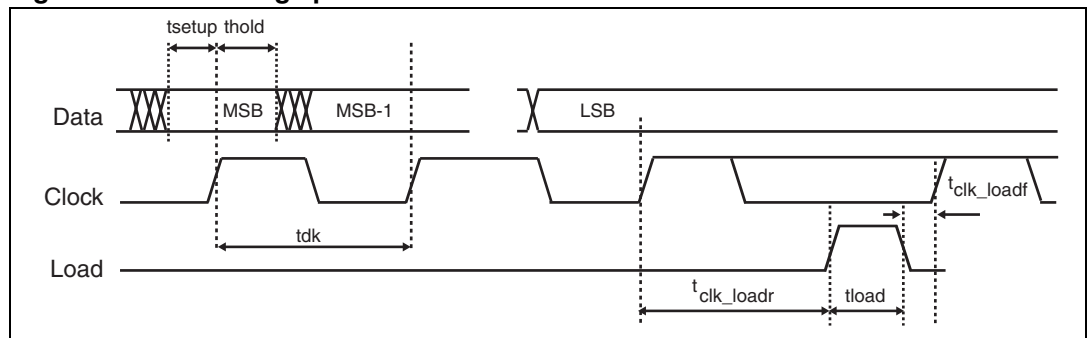 tsetup thold
Data
MSB
MSB-1
LSB
Clock
tclk_loadf
tdk
Load
tclk_loadr
tload